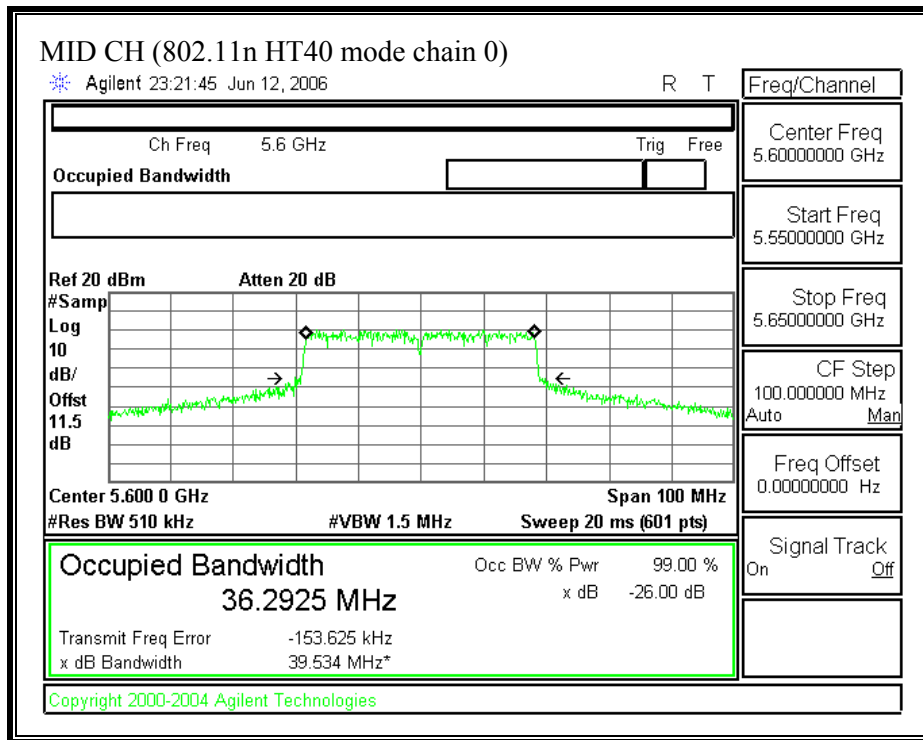 MID CH (802.11n HT40 mode chain 0)
Agilent 23:21:45 Jun 12, 2006 R T
Freq/Channel
Ch Freq 5.6 GHz Trig Free
Occupied Bandwidth
Center Freq
5.60000000 GHz
Start Freq
5.55000000 GHz
Stop Freq
5.65000000 GHz
CF Step
100.000000 MHz
Auto Man
Freq Offset
0.00000000 Hz
Signal Track
On Off
Ref 20 dBm Atten 20 dB
#Samp
Log
10
dB/
Offst
11.5
dB
Center 5.600 0 GHz Span 100 MHz
#Res BW 510 kHz #VBW 1.5 MHz Sweep 20 ms (601 pts)
Occupied Bandwidth Occ BW % Pwr 99.00 %
36.2925 MHz x dB -26.00 dB
Transmit Freq Error -153.625 kHz
x dB Bandwidth 39.534 MHz*
Copyright 2000-2004 Agilent Technologies